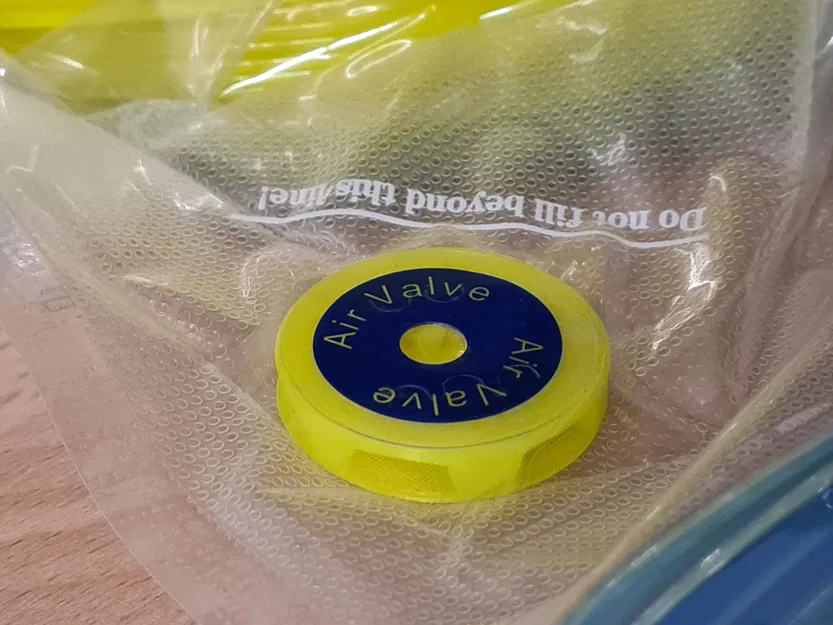 Do not fill beyond this line!
Air Valve
Air Valve